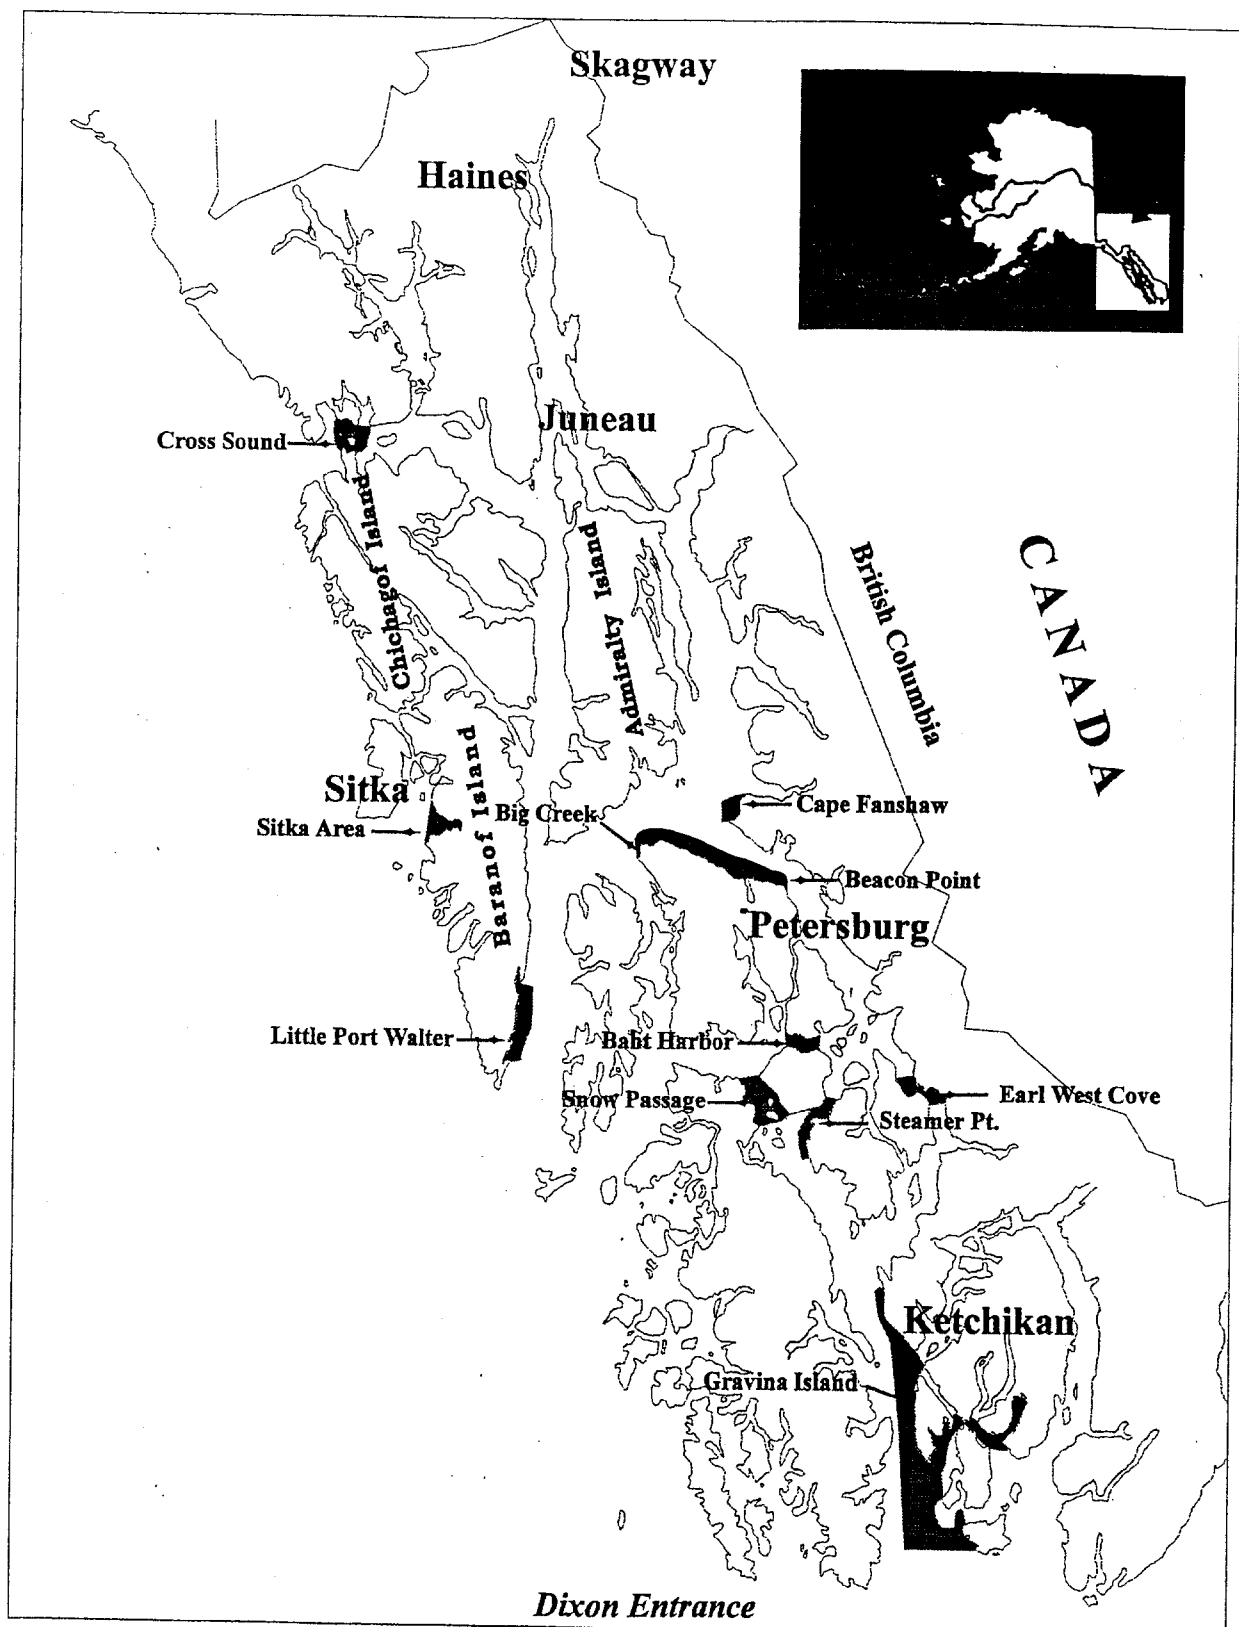 Skagway
Haines
Juneau
Cross Sound
Chichagof Island
Admiralty Island
British Columbia
CANADA
Sitka
Baranof Island
Big Creek
Cape Fanshaw
Sitka Area
Beacon Point
Petersburg
Little Port Walter
Baht Harbor
Snow Passage
Earl West Cove
Steamer Pt.
Ketchikan
Gravina Island
Dixon Entrance